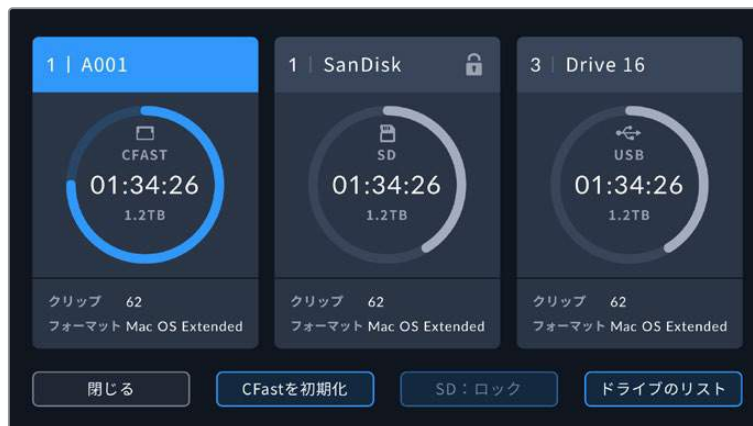 1 | A001
CFAST
01:34:26
1.2TB
クリップ 62
フォーマット Mac OS Extended
1 | SanDisk
SD
01:34:26
1.2TB
クリップ 62
フォーマット Mac OS Extended
3 | Drive 16
USB
01:34:26
1.2TB
クリップ 62
フォーマット Mac OS Extended
閉じる
CFastを初期化
SD：ロック
ドライブのリスト